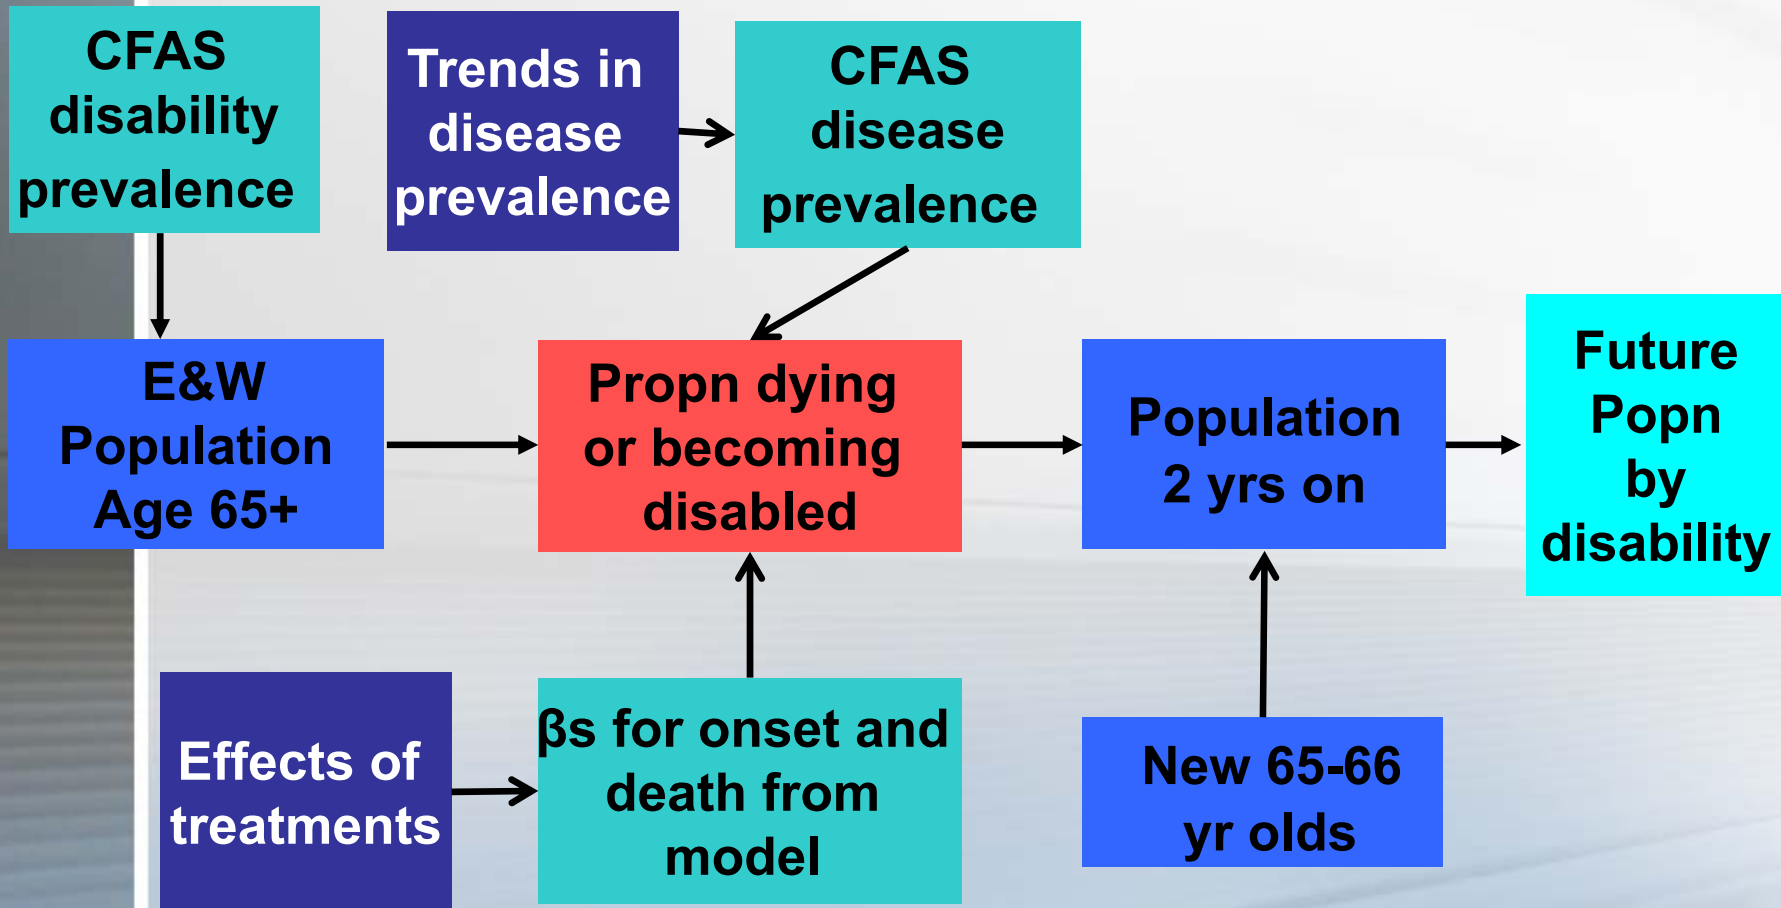 CFAS
disability
prevalence
Trends in
disease
prevalence
CFAS
disease
prevalence
E&W
Population
Age 65+
Propn dying
or becoming
disabled
Population
2 yrs on
Future
Popn
by
disability
Effects of
treatments
βs for onset and
death from
model
New 65-66
yr olds